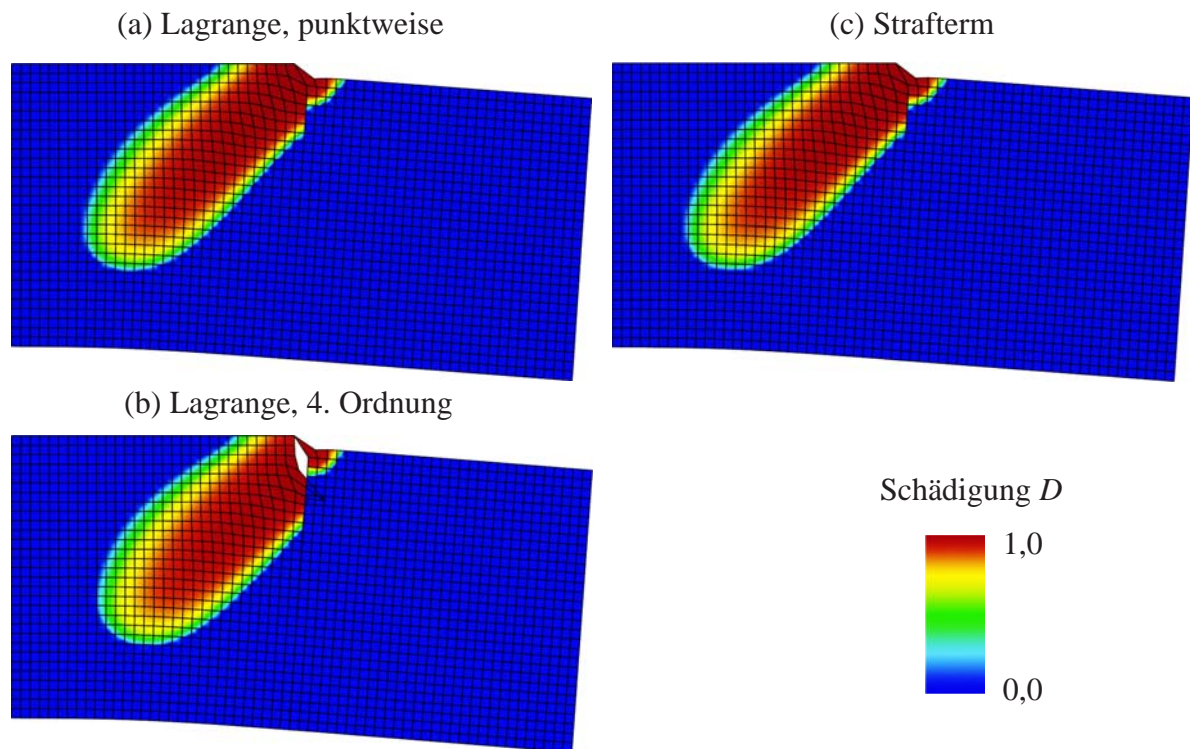 (a) Lagrange, punktweise
(c) Strafterm
(b) Lagrange, 4. Ordnung
Schädigung D
1,0
0,0